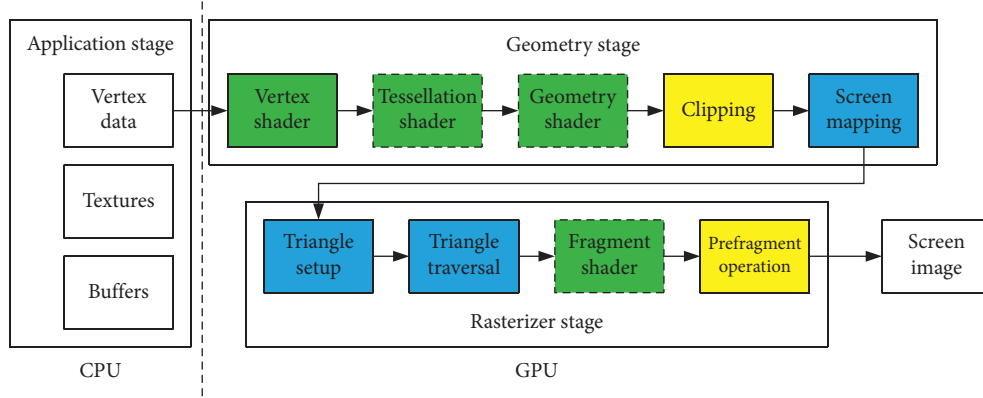 Application stage
Vertex
data
Textures
Buffers
CPU
Geometry stage
Vertex
shader
Tessellation
shader
Geometry
shader
Clipping
Screen
mapping
Triangle
setup
Triangle
traversal
Fragment
shader
Prefragment
operation
Rasterizer stage
Screen
image
GPU